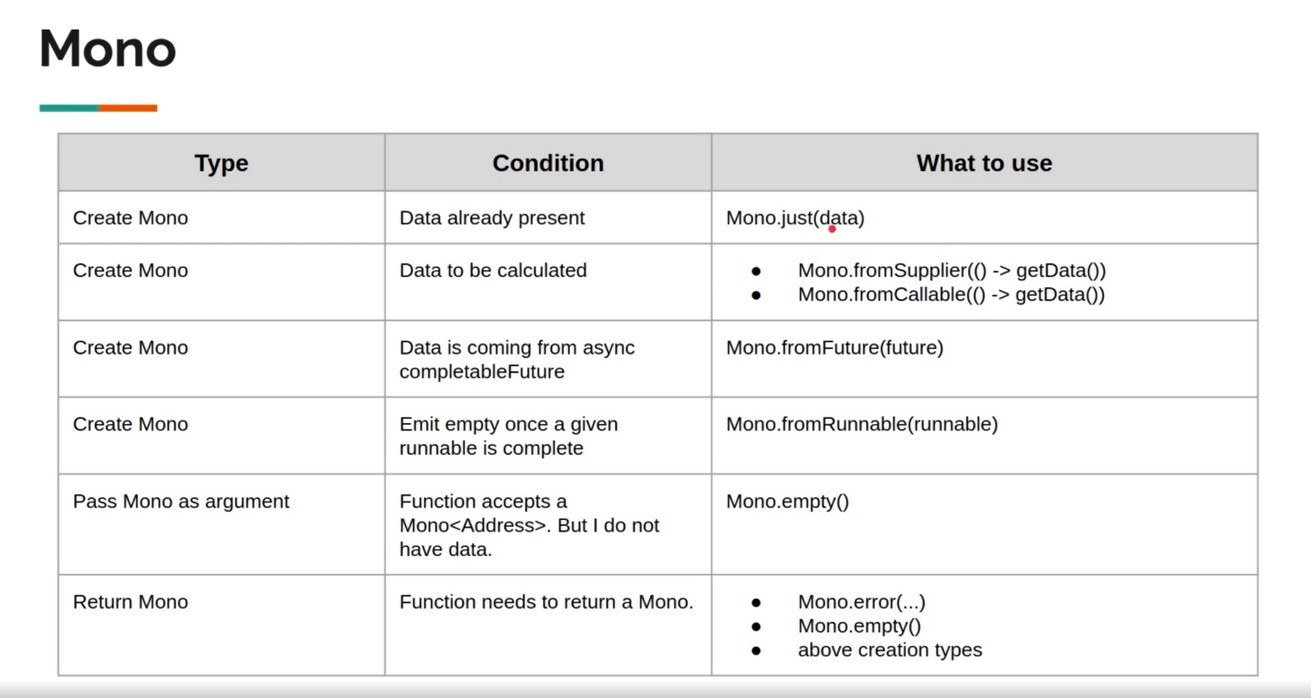 Mono
Type Condition What to use
Create Mono Data already present Mono.just(data)
Create Mono Data to be calculated ● Mono.fromSupplier(() -> getData())
● Mono.fromCallable(() -> getData())
Create Mono Data is coming from async Mono.fromFuture(future)
completableFuture
Create Mono Emit empty once a given Mono.fromRunnable(runnable)
runnable is complete
Pass Mono as argument Function accepts a Mono.empty()
Mono<Address>. But I do not
have data.
Return Mono Function needs to return a Mono. ● Mono.error(...)
● Mono.empty()
● above creation types